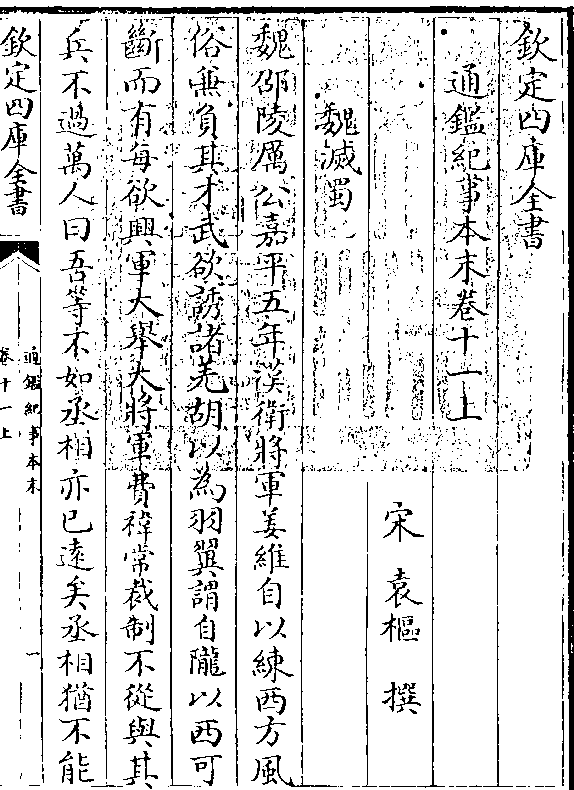 欽定四庫全書
通鑑紀事本末卷十一上
宋 袁樞 撰
魏滅蜀
魏邵陵厲公嘉平五年漢衛將軍姜維自以練西方風
俗兼負其才武欲誘諸羌胡以為羽翼謂自隴以西可
斷而有每欲興軍大舉大將軍費禕常裁制不從與其
兵不過萬人曰吾等不如丞相亦已遠矣丞相猶不能
欽定四庫全書
通鑑紀事本末
卷十一上
一